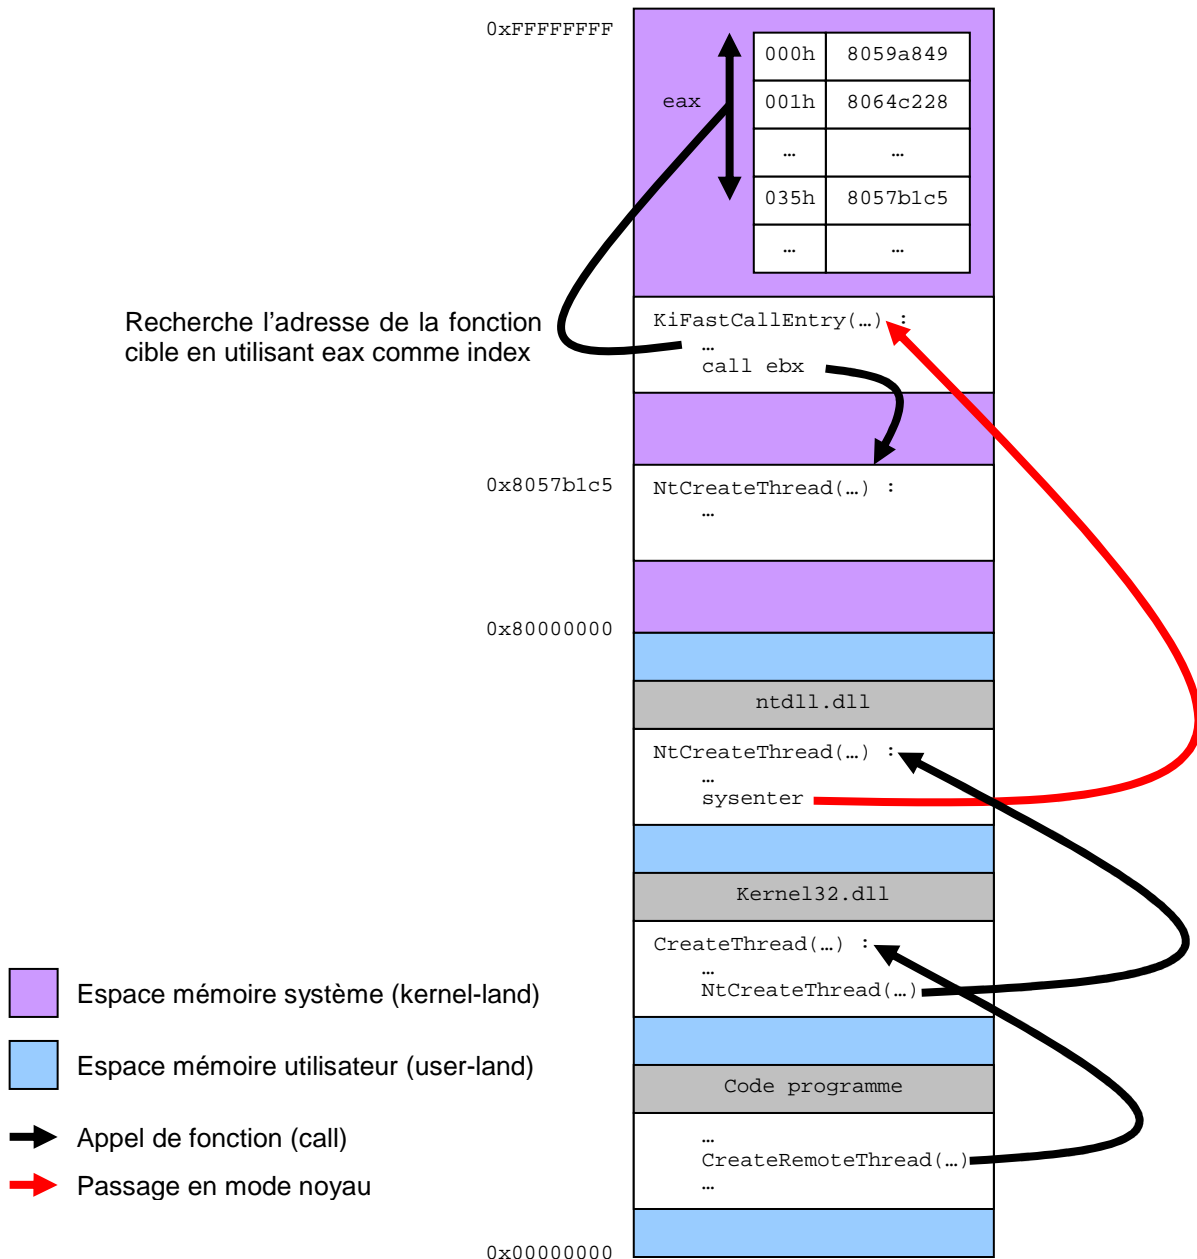 0xFFFFFFFF
000h 8059a849
eax
001h 8064c228
… …
035h 8057b1c5
… …
Recherche l’adresse de la fonction
cible en utilisant eax comme index
KiFastCallEntry(…) :
…
call ebx
0x8057b1c5
NtCreateThread(…) :
…
0x80000000
ntdll.dll
NtCreateThread(…) :
…
sysenter
Kernel32.dll
CreateThread(…) :
…
NtCreateThread(…)
Code programme
…
CreateRemoteThread(…)
…
0x00000000
Espace mémoire système (kernel-land)
Espace mémoire utilisateur (user-land)
Appel de fonction (call)
Passage en mode noyau